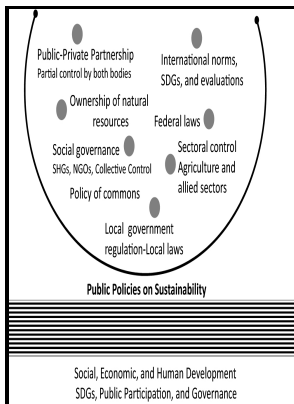 Public-Private Partnership
Partial control by both bodies
International norms,
SDGs, and evaluations
Ownership of natural
resources
Federal laws
Social governance
SHGs, NGOs, Collective Control
Sectoral control
Agriculture and
allied sectors
Policy of commons
Local government
regulation-Local laws
Public Policies on Sustainability
Social, Economic, and Human Development
SDGs, Public Participation, and Governance